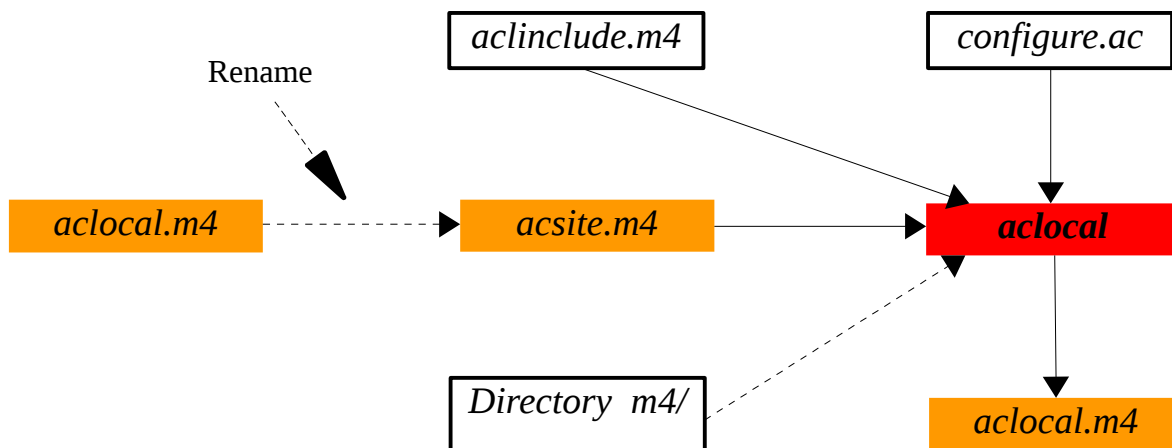 aclinclude.m4
configure.ac
Rename
aclocal.m4
acsite.m4
aclocal
Directory m4/
aclocal.m4